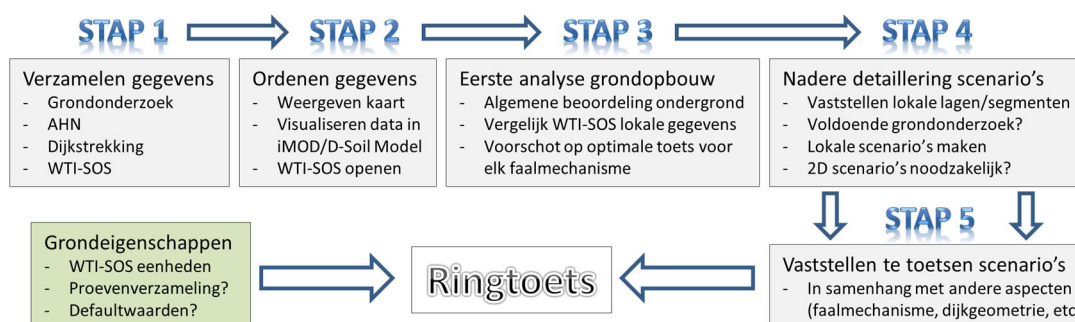 STAP 1
STAP 2
STAP 3
STAP 4
Verzamelen gegevens
- Grondonderzoek
- AHN
- Dijkstrekking
- WTI-SOS
Ordenen gegevens
- Weergeven kaart
- Visualiseren data in
iMOD/D-Soil Model
- WTI-SOS openen
Eerste analyse grondopbouw
- Algemene beoordeling ondergrond
- Vergelijk WTI-SOS lokale gegevens
- Voorschot op optimale toets voor
elk faalmechanisme
Nadere detaillering scenario's
- Vaststellen lokale lagen/segmenten
- Voldoende grondonderzoek?
- Lokale scenario's maken
- 2D scenario's noodzakelijk?
STAP 5
Vaststellen te toetsen scenario's
- In samenhang met andere aspecten
(faalmechanisme, dijkgeometrie, etc
Ringtoets
Grondeigenschappen
- WTI-SOS eenheden
- Proevenverzameling?
- Defaultwaarden?